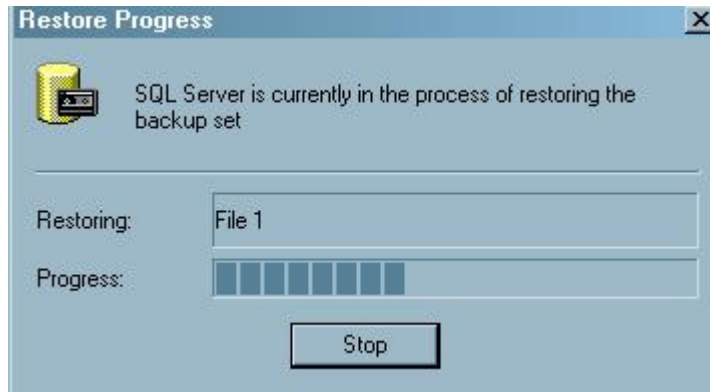 Restore Progress
SQL Server is currently in the process of restoring the
backup set
Restoring:
File 1
Progress:
Stop